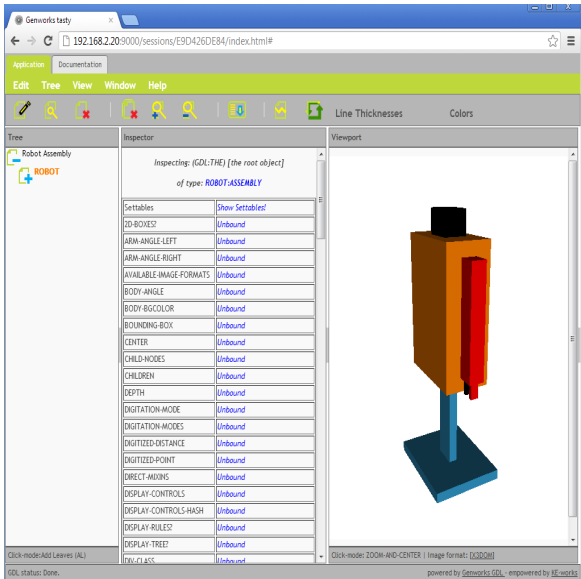 Genworks tasty
192.168.2.20:9000/sessions/E9D426DE84/index.html#
Application Documentation
Edit Tree View Window Help
Line Thicknesses Colors
Tree Inspector Viewport
Robot Assembly
ROBOT
Inspecting: (GDL:THE) [the root object]
of type: ROBOT:ASSEMBLY
Settables Show Settables!
2D-BOXES? Unbound
ARM-ANGLE-LEFT Unbound
ARM-ANGLE-RIGHT Unbound
AVAILABLE-IMAGE-FORMATS Unbound
BODY-ANGLE Unbound
BODY-BGCOLOR Unbound
BOUNDING-BOX Unbound
CENTER Unbound
CHILD-NODES Unbound
CHILDREN Unbound
DEPTH Unbound
DIGITATION-MODE Unbound
DIGITATION-MODES Unbound
DIGITIZED-DISTANCE Unbound
DIGITIZED-POINT Unbound
DIRECT-MIXINS Unbound
DISPLAY-CONTROLS Unbound
DISPLAY-CONTROLS-HASH Unbound
DISPLAY-RULES? Unbound
DISPLAY-TREE? Unbound
DIV-CLASS Unbound
Click-mode:Add Leaves (AL)
Click-mode: ZOOM-AND-CENTER | Image format: [X3DOM]
GDL status: Done.
powered by Genworks GDL - empowered by KE-works